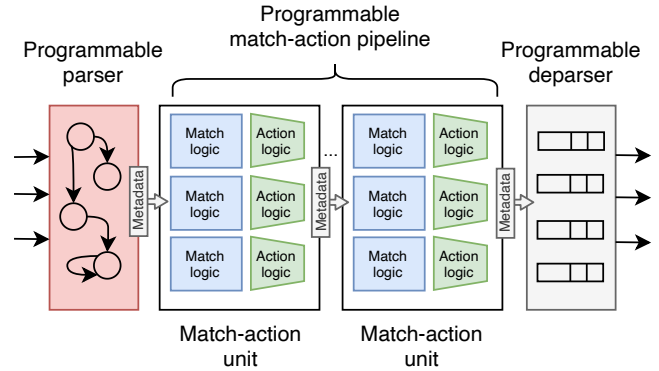 Programmable
match-action pipeline
Programmable
parser
Programmable
deparser
Match
logic
Action
logic
Match
logic
Action
logic
...
Match
logic
Action
logic
Match
logic
Action
logic
Metadata
Metadata
Metadata
Match
logic
Action
logic
Match
logic
Action
logic
Match-action
unit
Match-action
unit